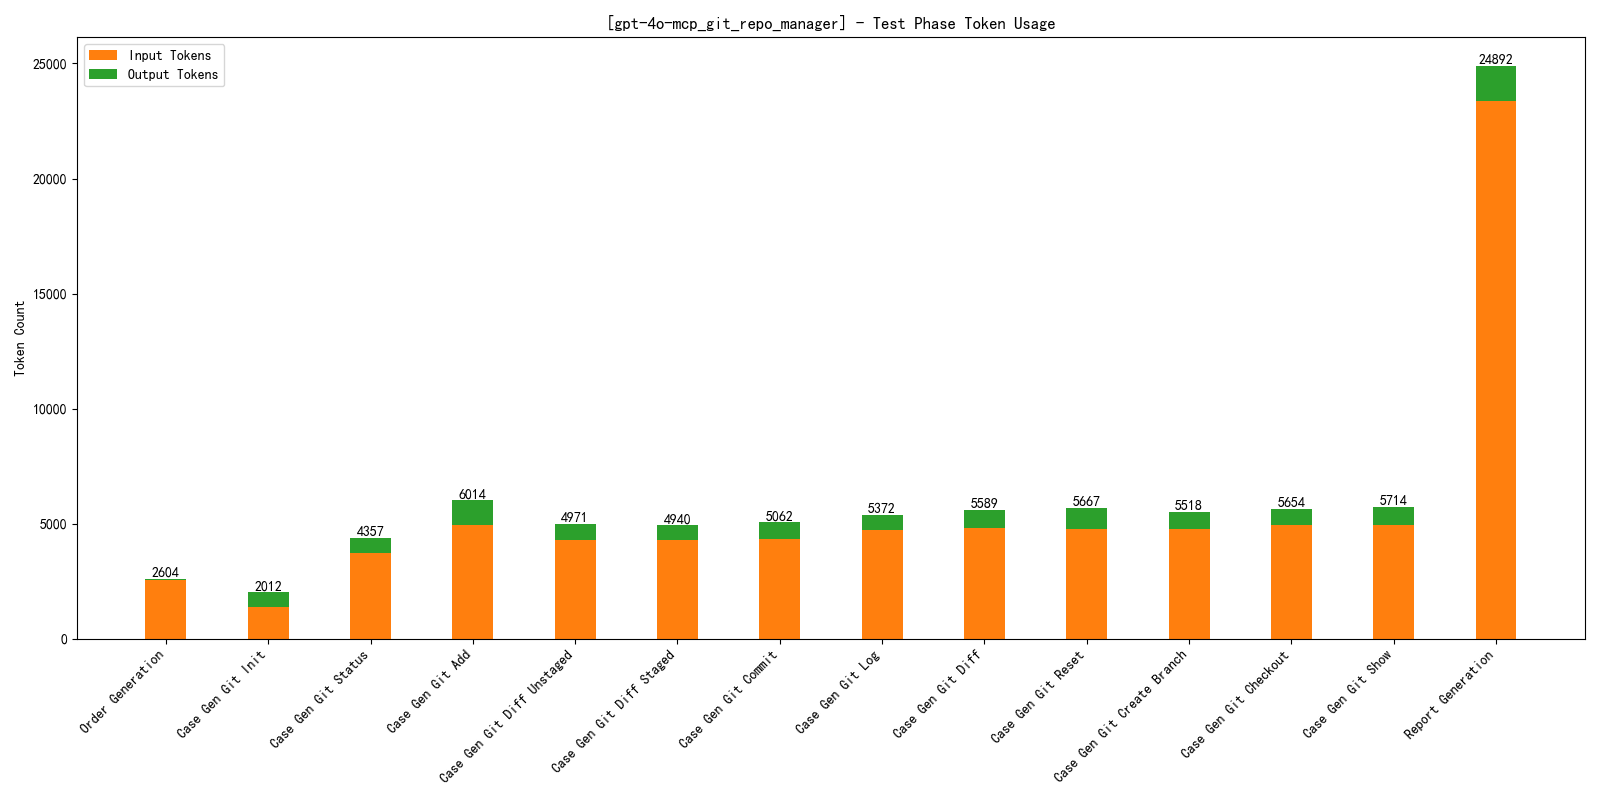 [gpt-4o-mcp_git_repo_manager] - Test Phase Token Usage
Input Tokens
Output Tokens
Token Count
25000
20000
15000
10000
5000
0
2604
2012
4357
6014
4971
4940
5062
5372
5589
5667
5518
5654
5714
24892
Order Generation
Case Gen Git Init
Case Gen Git Status
Case Gen Git Add
Case Gen Git Diff Unstaged
Case Gen Git Diff Staged
Case Gen Git Commit
Case Gen Git Log
Case Gen Git Diff
Case Gen Git Reset
Case Gen Git Create Branch
Case Gen Git Checkout
Case Gen Git Show
Report Generation